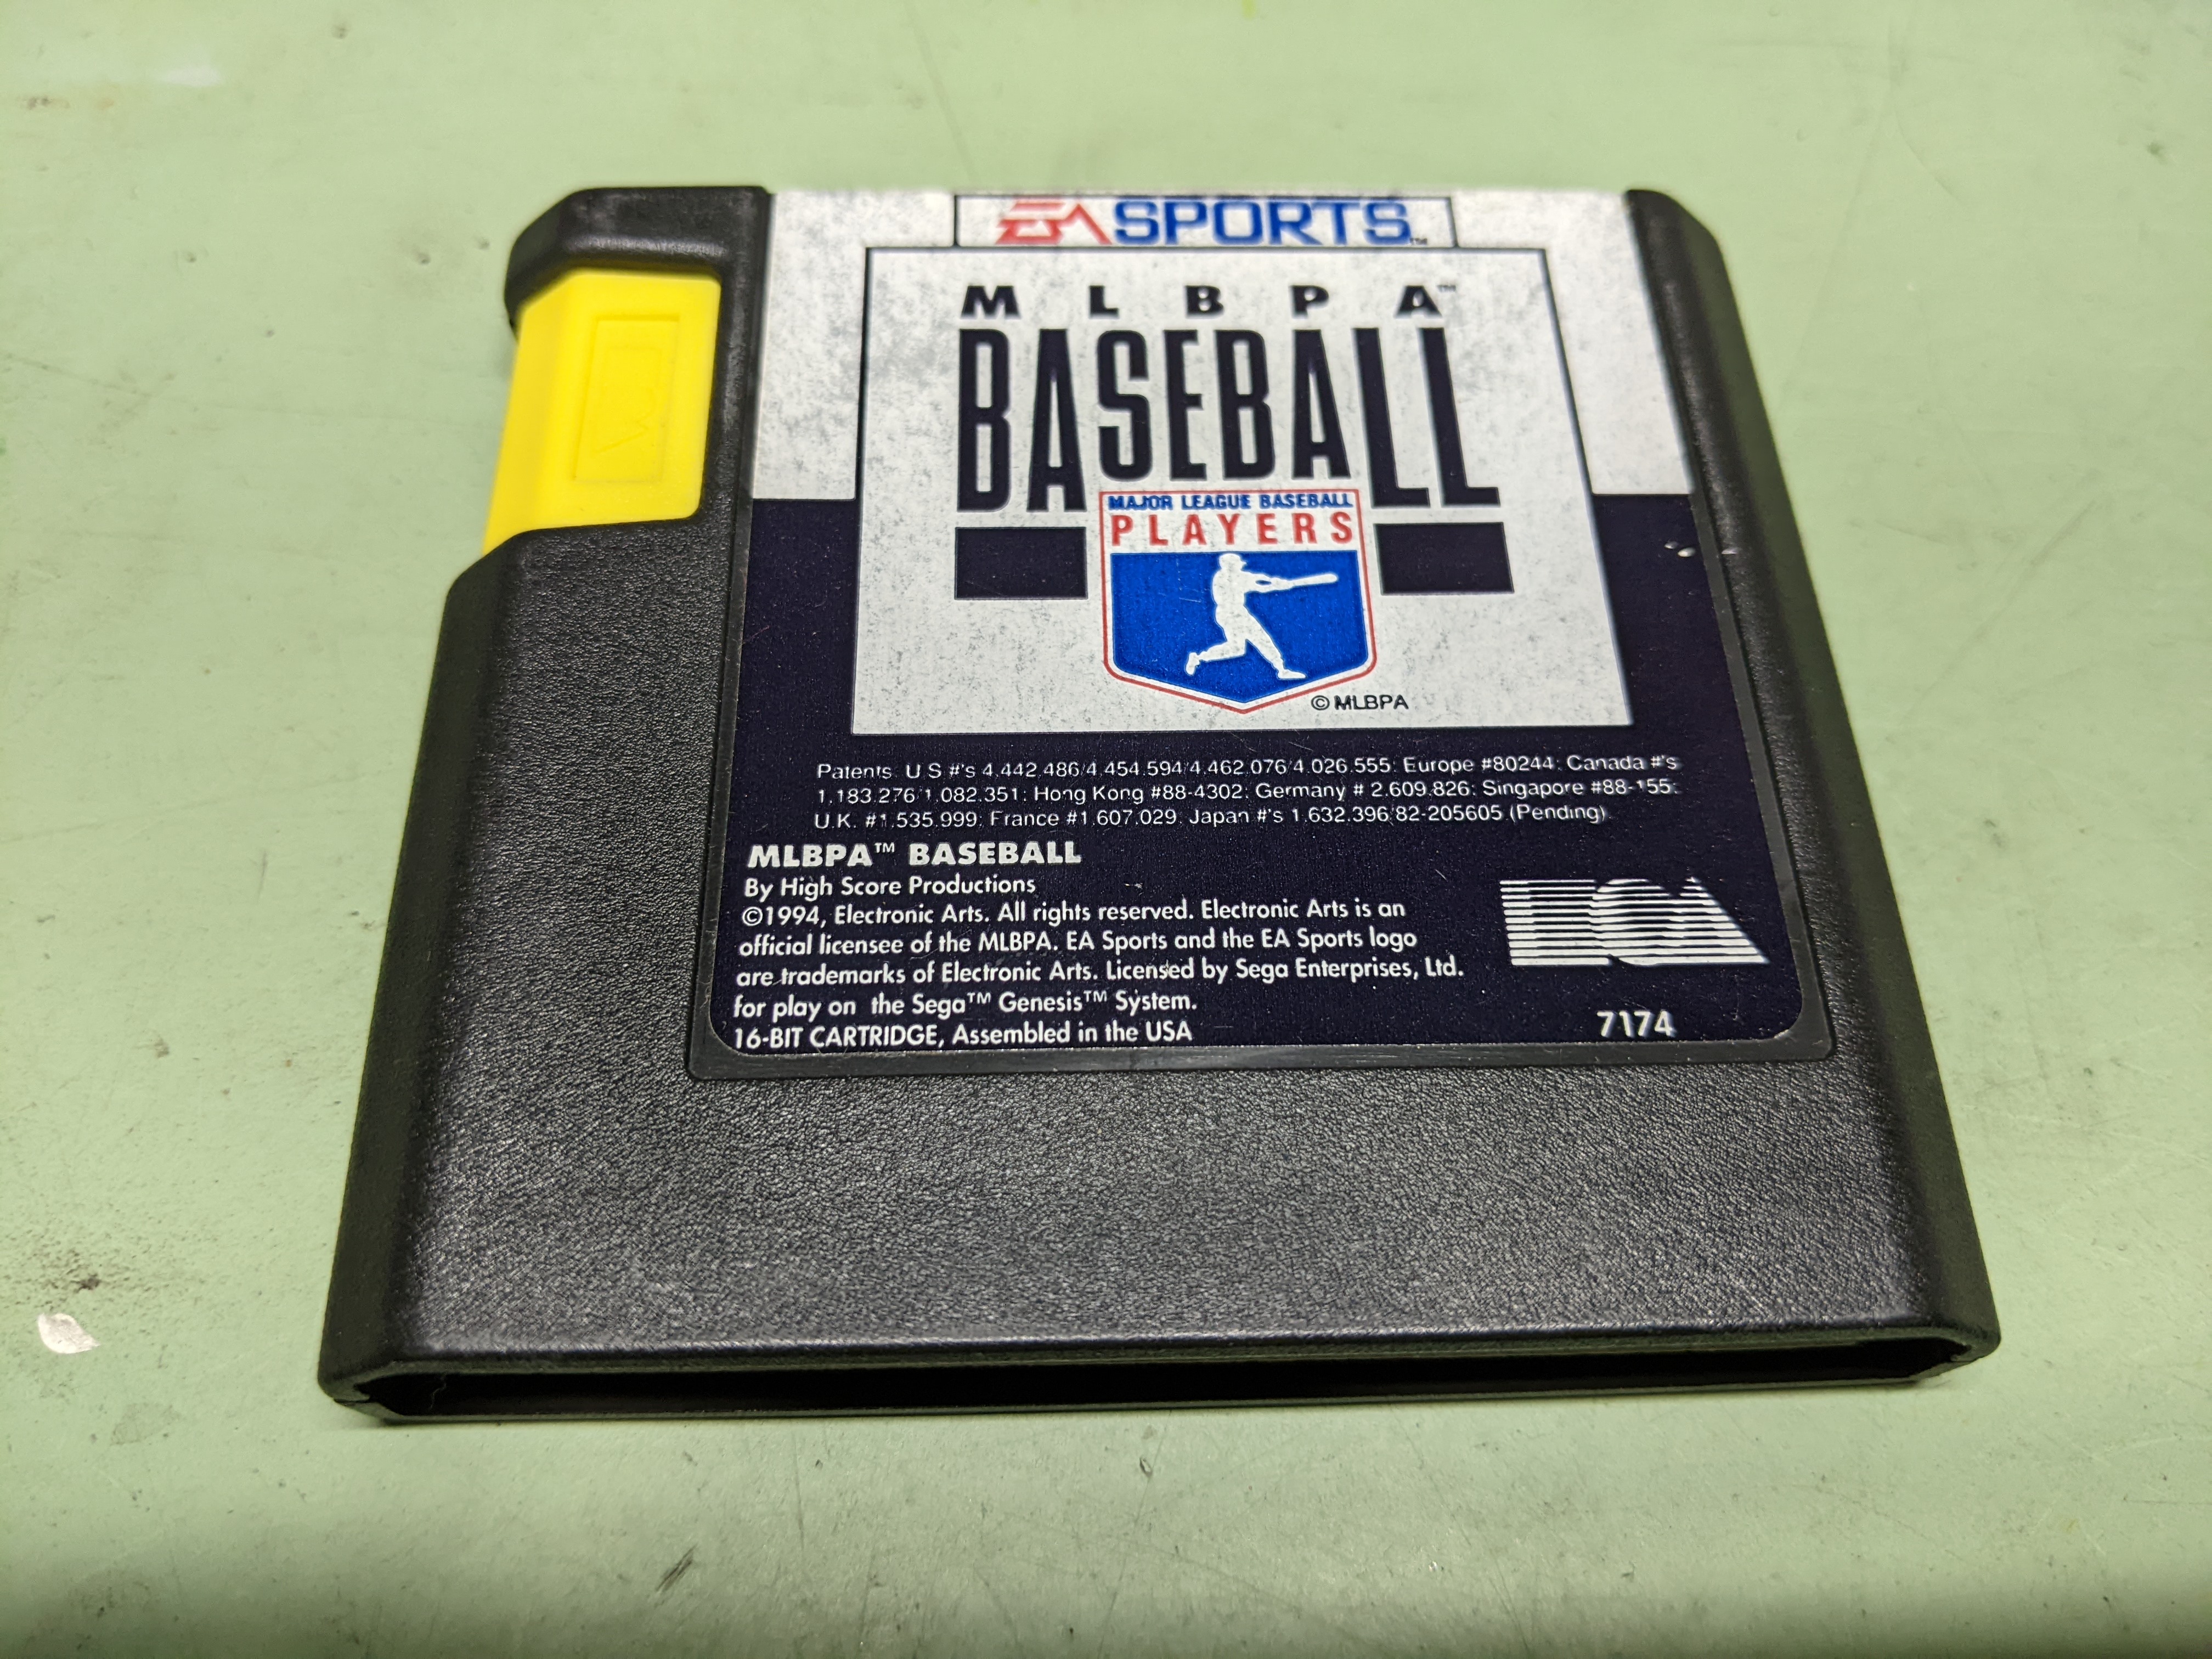 EA SPORTS™
MLBPA™
BASEBALL
MAJOR LEAGUE BASEBALL
PLAYERS
©MLBPA
Patents: U.S #'s 4,442,486/4,454,594/4,462,076/4,026,555; Europe #80244; Canada #'s
1,183,276/1,082,351; Hong Kong #88-4302; Germany # 2,609,826; Singapore #88-155;
U.K. #1,535,999; France #1,607,029; Japan #'s 1,632,396/82-205605 (Pending).
MLBPA™ BASEBALL
By High Score Productions
©1994, Electronic Arts. All rights reserved. Electronic Arts is an
official licensee of the MLBPA. EA Sports and the EA Sports logo
are trademarks of Electronic Arts. Licensed by Sega Enterprises, Ltd.
for play on the Sega™ Genesis™ System.
16-BIT CARTRIDGE, Assembled in the USA
EA
7174
EA